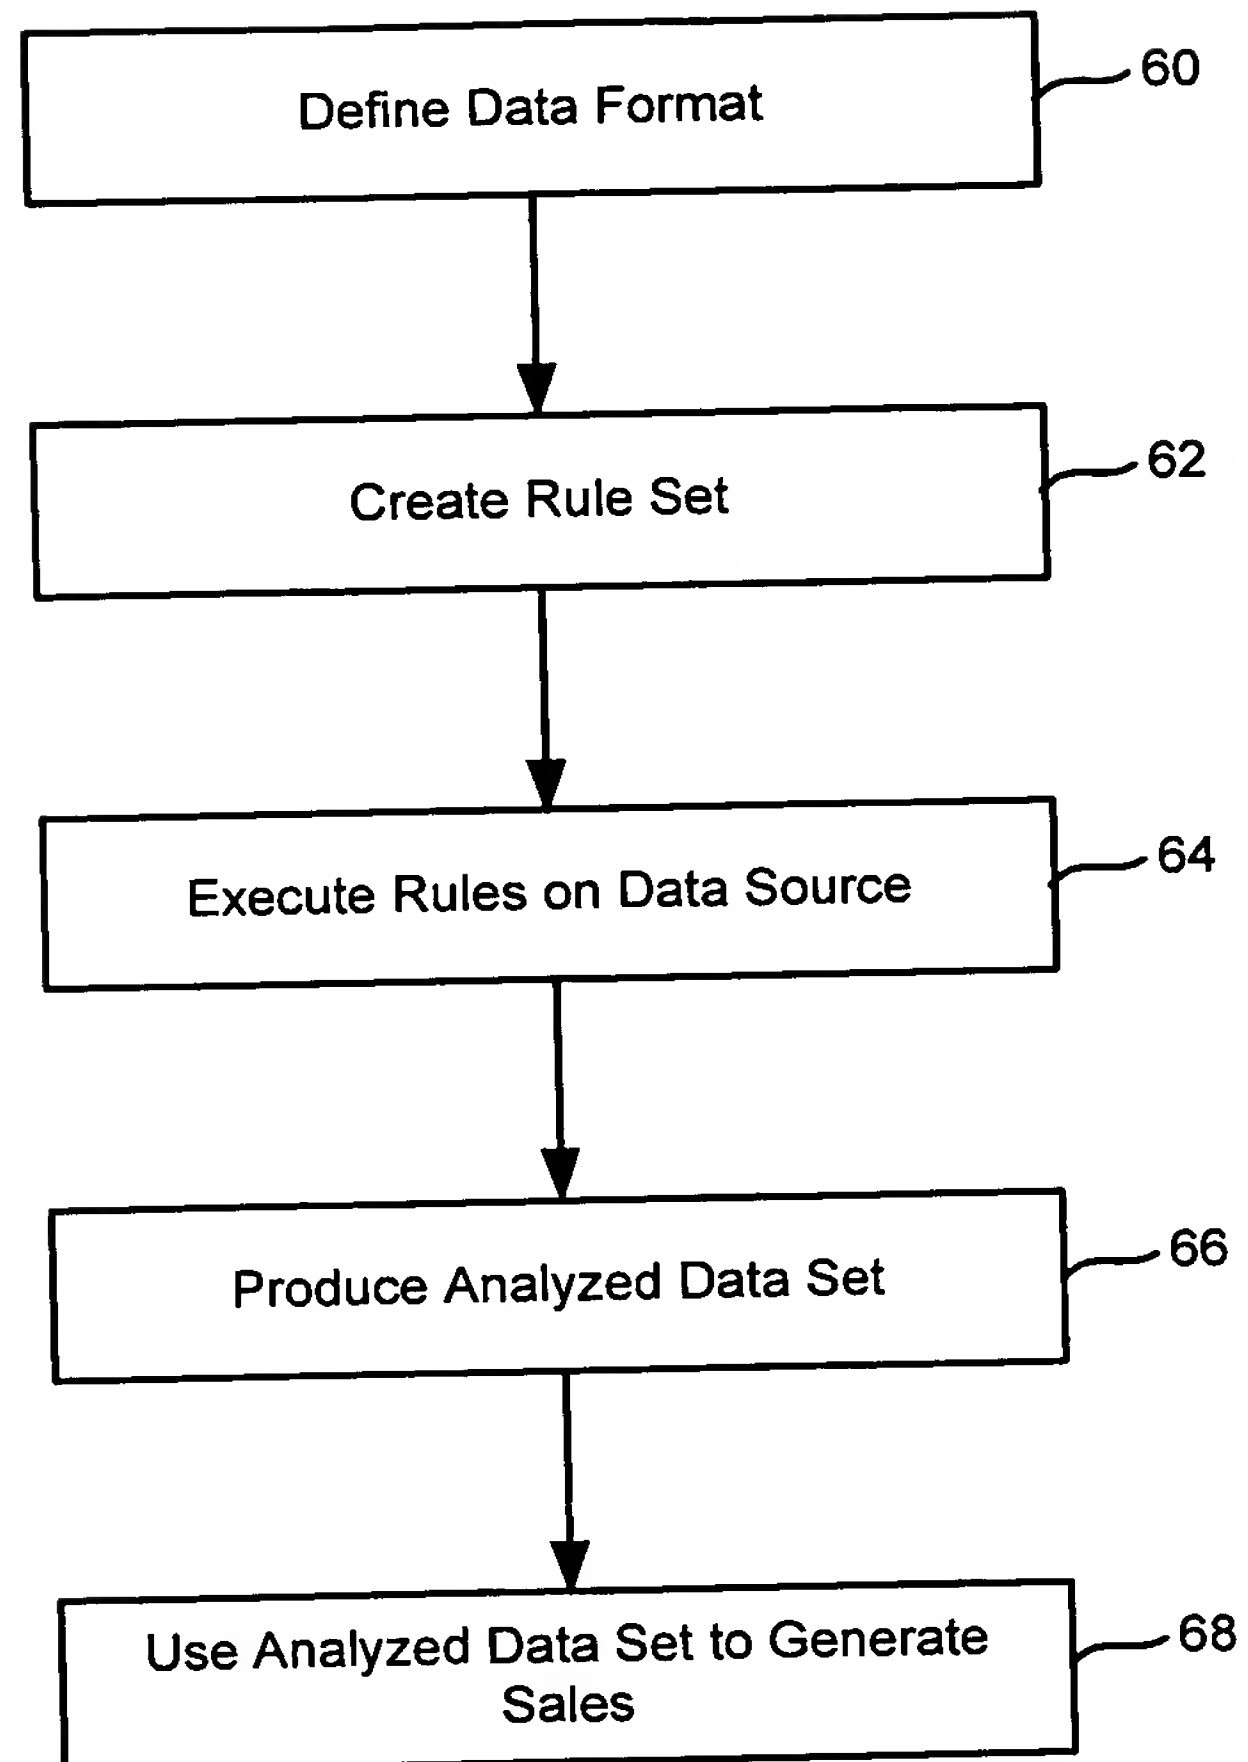 Define Data Format
60
Create Rule Set
62
Execute Rules on Data Source
64
Produce Analyzed Data Set
66
Use Analyzed Data Set to Generate
Sales
68